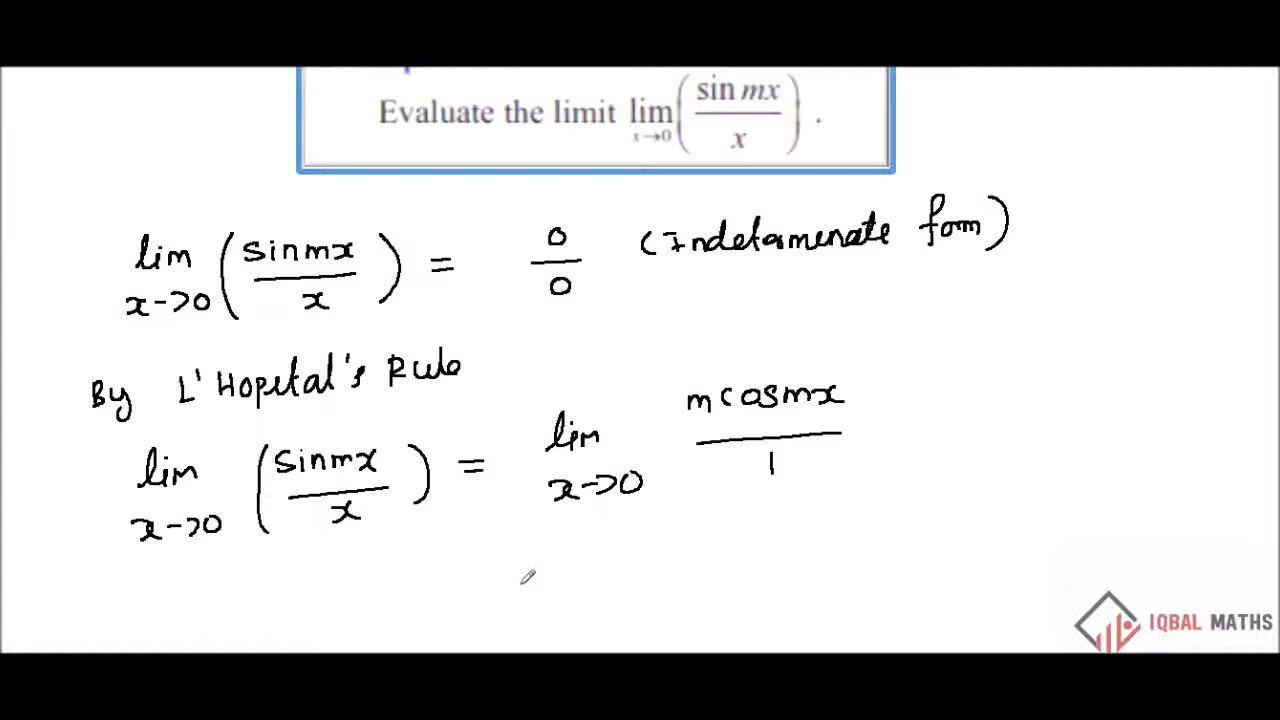 Evaluate the limit lim x→0 (sin mx / x) .
lim x->0 (sinmx / x) = 0 / 0 (Indetermenate form)
By L' Hopetal's Rule
lim x->0 (sinmx / x) = lim x->0 mcosmx / 1
IQBAL MATHS